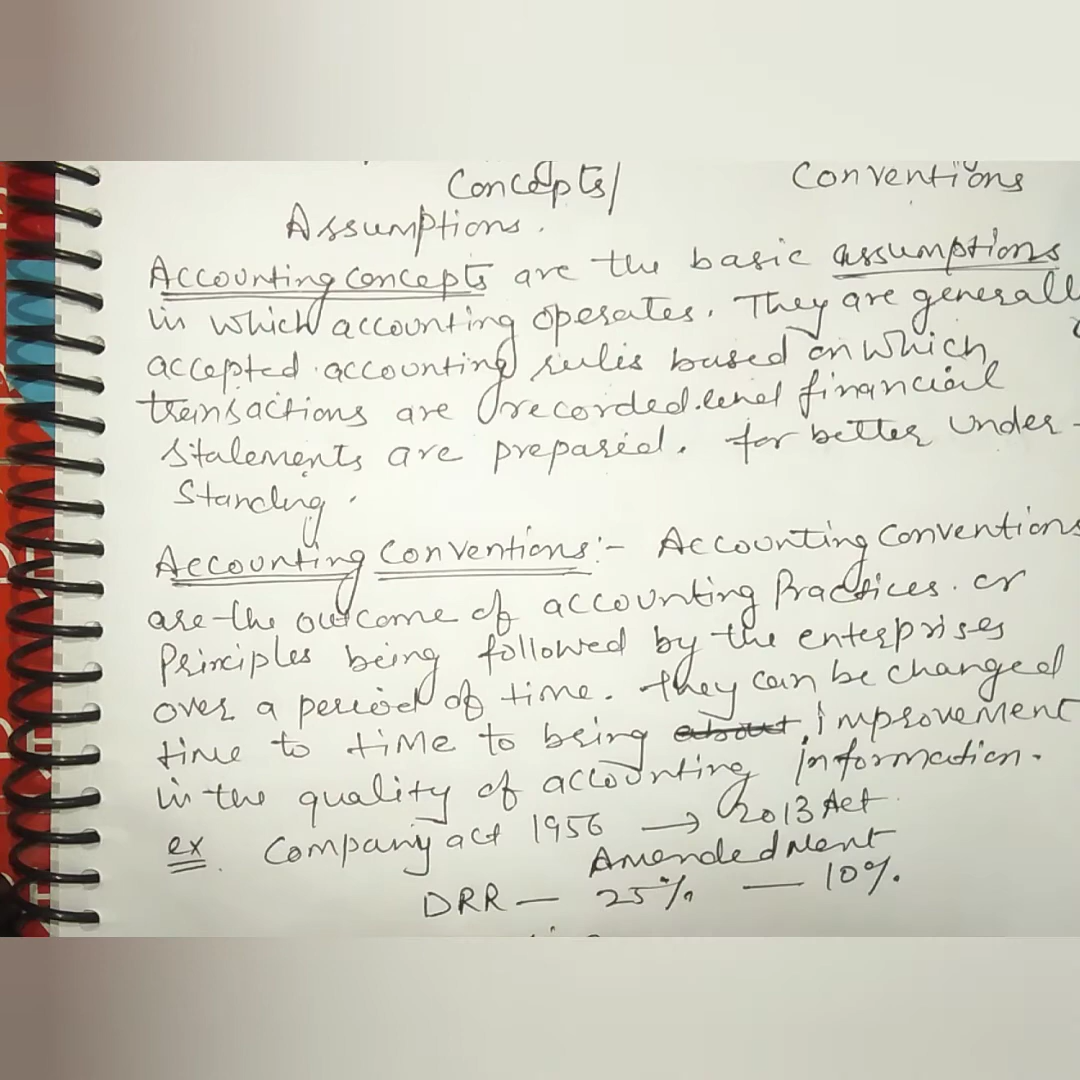 Concepts/ Conventions
Assumptions.
Accounting concepts are the basic assumptions
in which accounting operates. They are generall
accepted accounting rules based on which
transactions are recorded financial
statements are prepared. for better under-
standing.
Accounting Conventions:- Accounting conventions
are the outcome of accounting Practices. or
Principles being followed by the enterprises
over a period of time. They can be changed
time to time to being about, improvement
in the quality of accounting information.
ex. Company act 1956 → 2013 Act.
Amendedment
DRR — 25% — 10%.